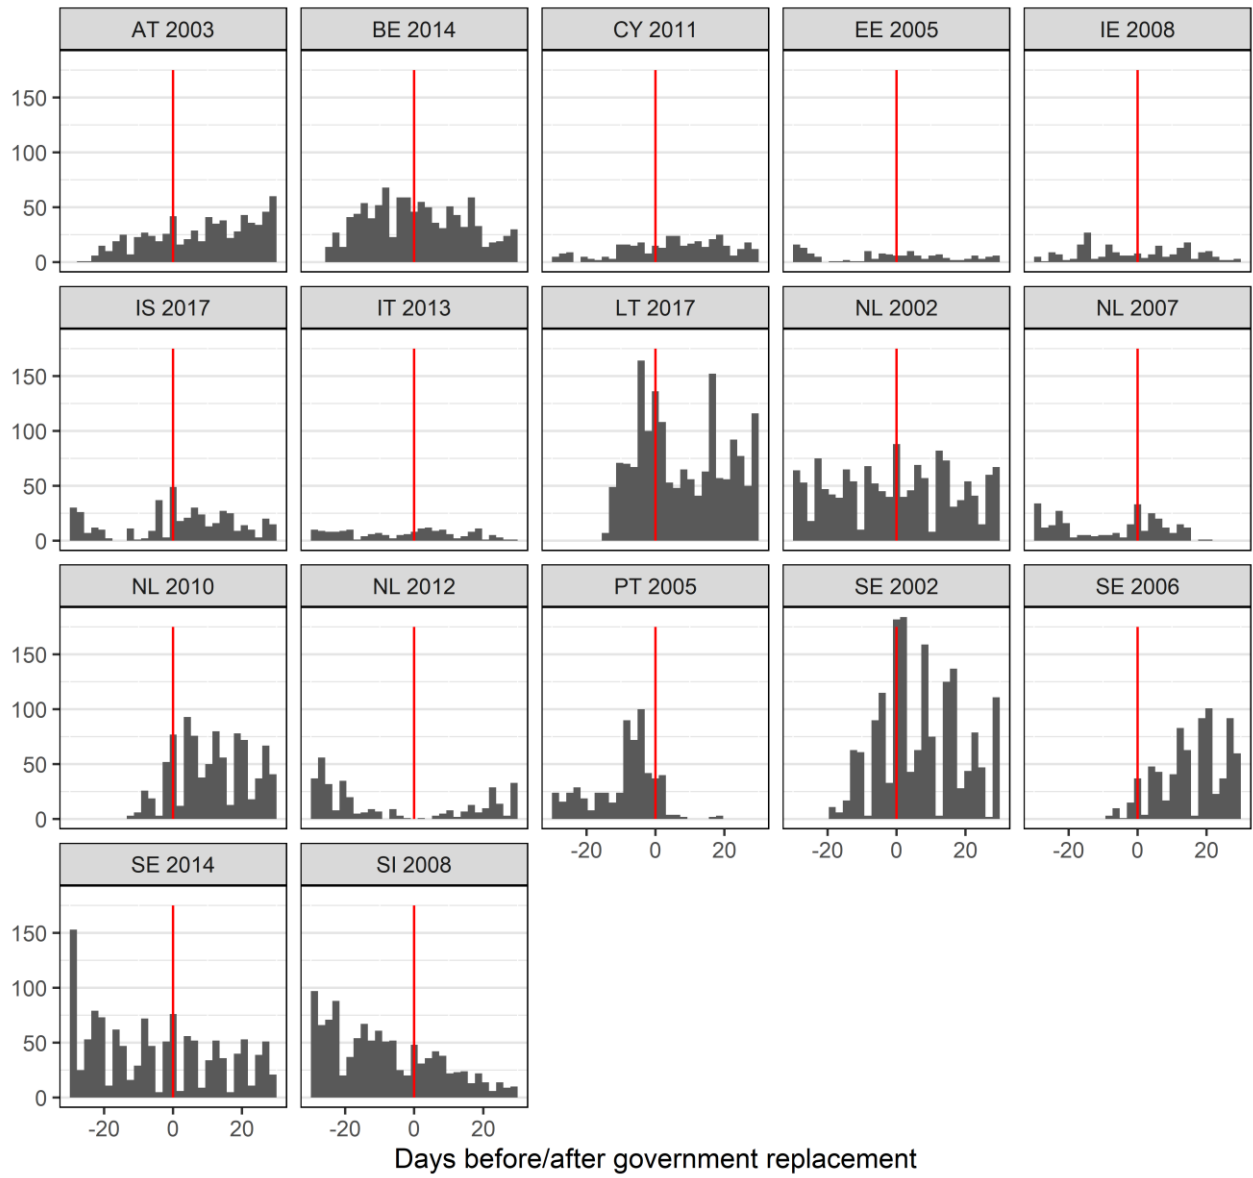 AT 2003 BE 2014 CY 2011 EE 2005 IE 2008
150
100
50
0
IS 2017 IT 2013 LT 2017 NL 2002 NL 2007
150
100
50
0
NL 2010 NL 2012 PT 2005 SE 2002 SE 2006
150
100
50
0
-20 0 20 -20 0 20 -20 0 20
SE 2014 SI 2008
150
100
50
0
-20 0 20 -20 0 20
Days before/after government replacement